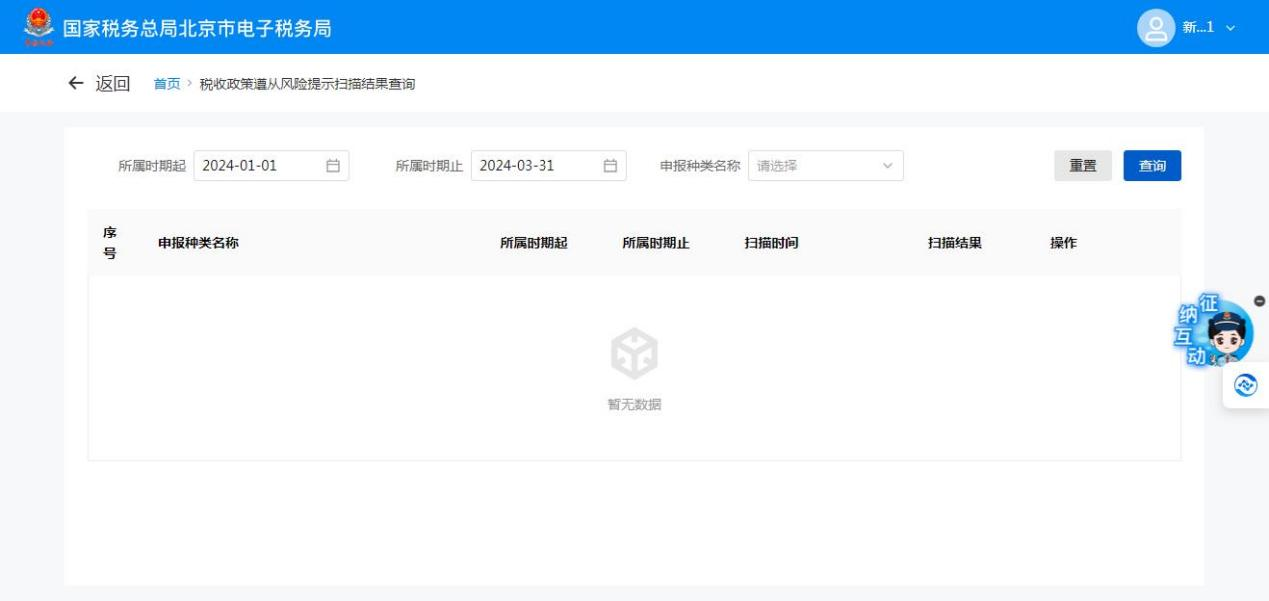 国家税务总局北京市电子税务局
新...1
返回 首页 > 税收政策遵从风险提示扫描结果查询
所属时期起 2024-01-01 所属时期止 2024-03-31 申报种类名称 请选择 重置 查询
序号 申报种类名称 所属时期起 所属时期止 扫描时间 扫描结果 操作
征纳互动
暂无数据